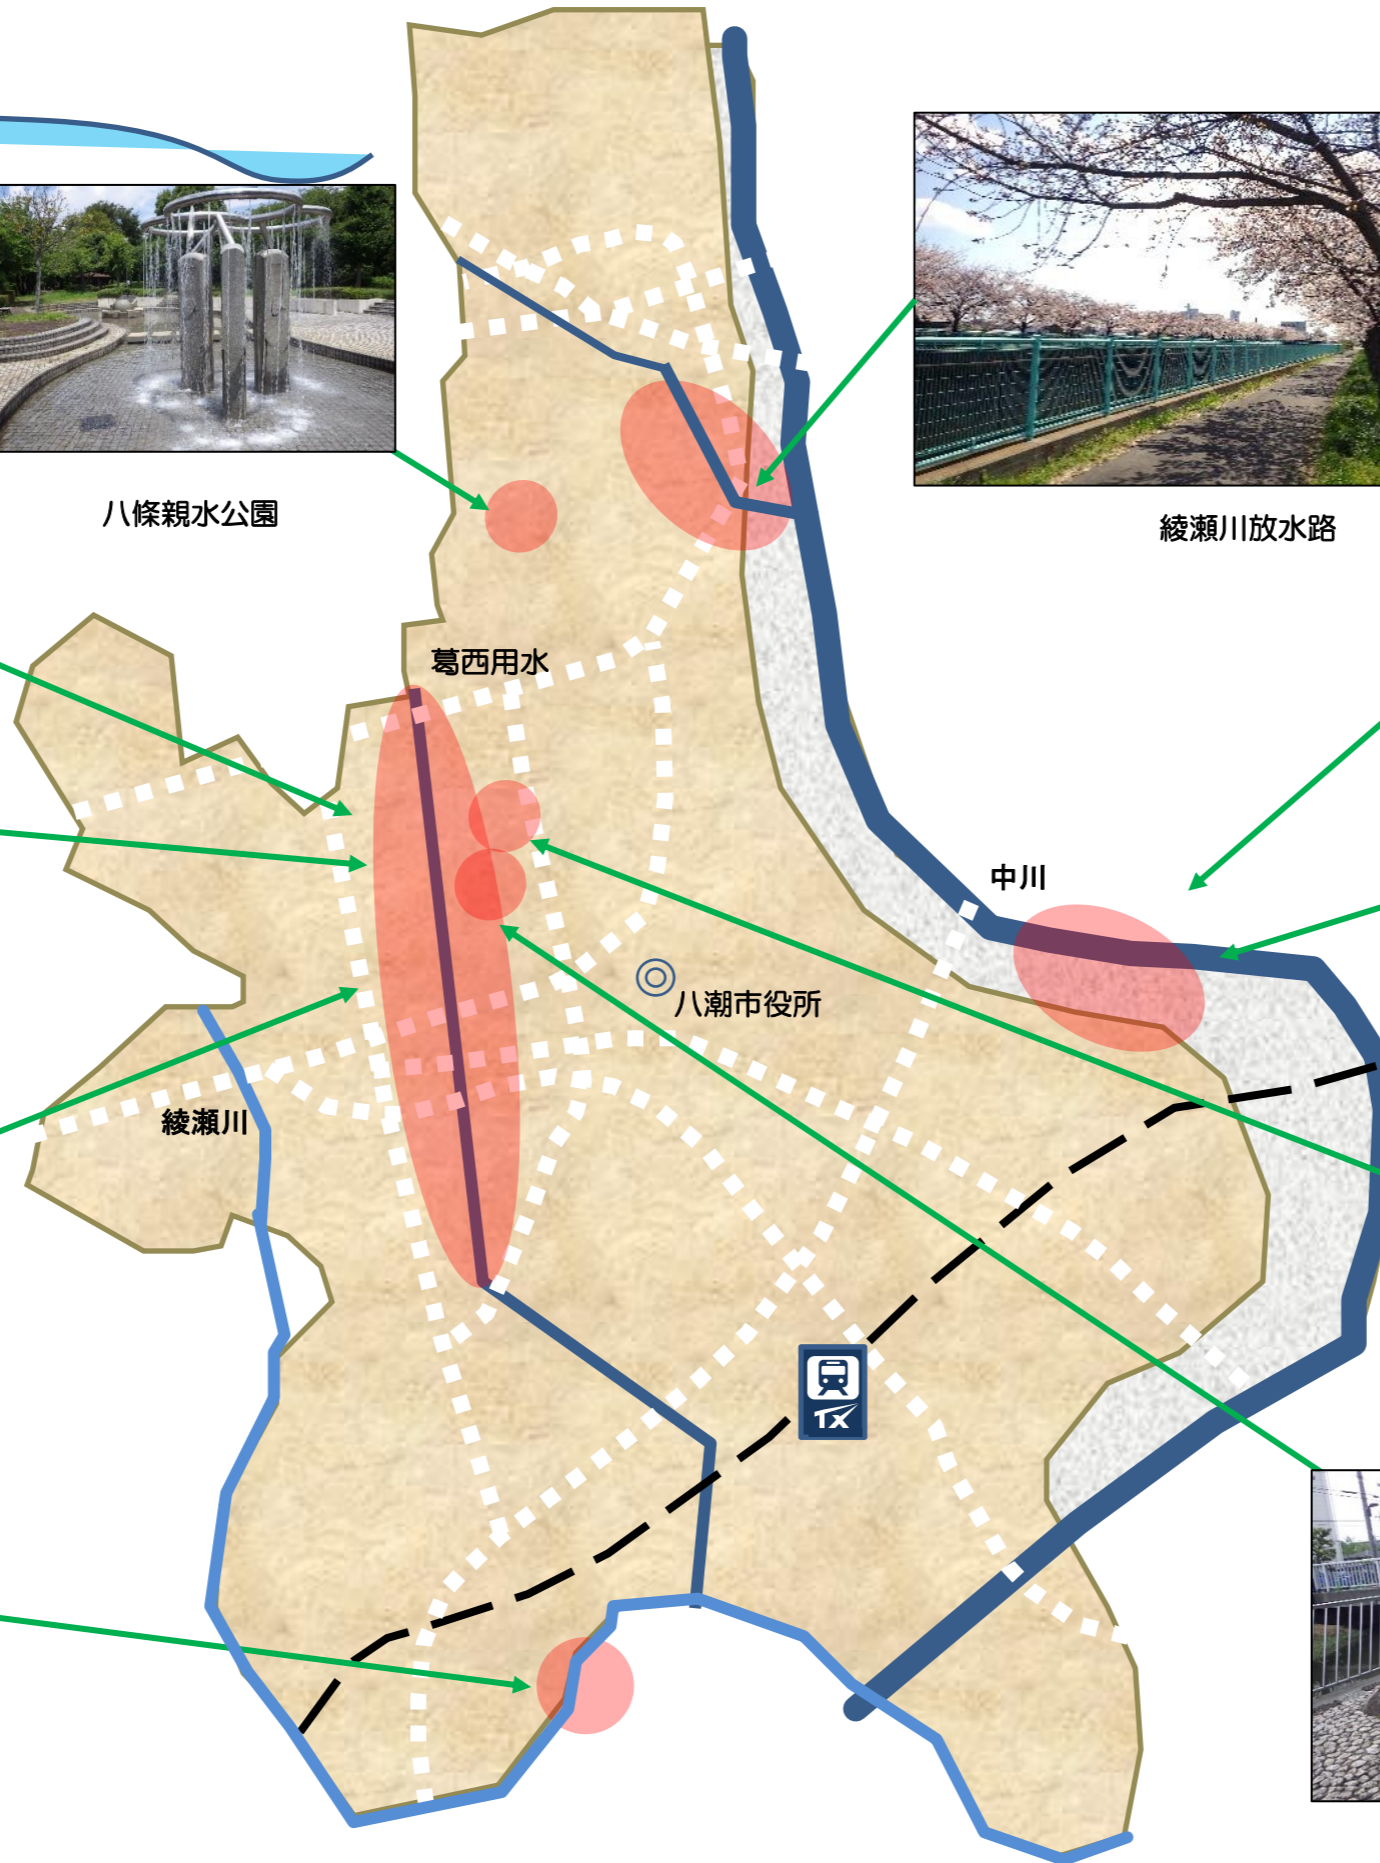 八條親水公園
綾瀬川放水路
葛西用水
中川
八潮市役所
綾瀬川
TX